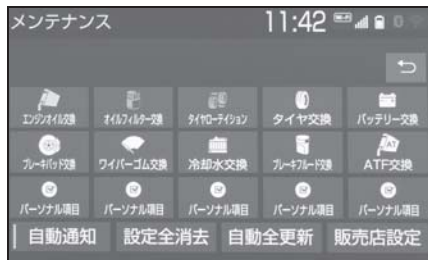 メンテナンス 11:42
エンジンオイル交換 オイルフィルター交換 タイヤローテイション タイヤ交換 バッテリー交換
ブレーキパッド交換 ワイパーゴム交換 冷却水交換 ブレーキフルード交換 ATF交換
パーソナル項目 パーソナル項目 パーソナル項目 パーソナル項目 パーソナル項目
自動通知 設定全消去 自動全更新 販売店設定